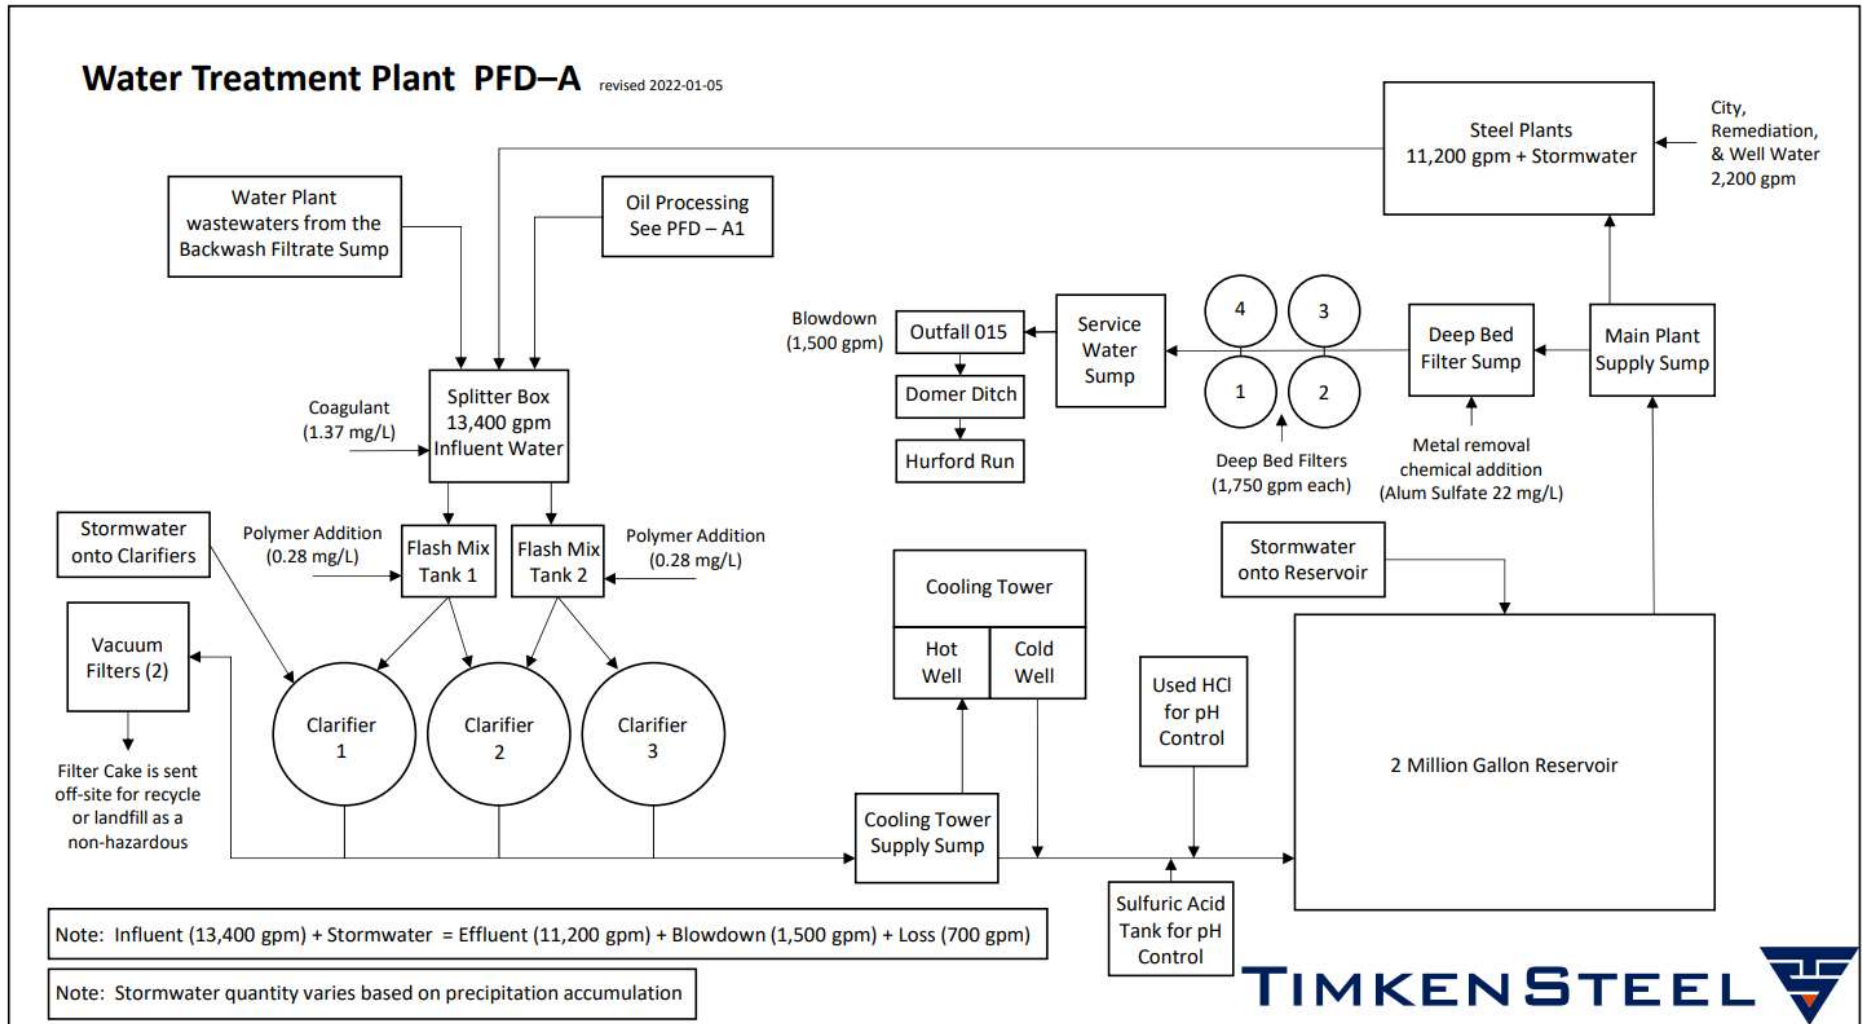 Water Treatment Plant PFD–A revised 2022-01-05
Steel Plants
11,200 gpm + Stormwater
City,
Remediation,
& Well Water
2,200 gpm
Water Plant
wastewaters from the
Backwash Filtrate Sump
Oil Processing
See PFD – A1
Blowdown
(1,500 gpm)
Outfall 015
Domer Ditch
Hurford Run
Service
Water
Sump
4
3
1
2
Deep Bed Filters
(1,750 gpm each)
Deep Bed
Filter Sump
Main Plant
Supply Sump
Metal removal
chemical addition
(Alum Sulfate 22 mg/L)
Splitter Box
13,400 gpm
Influent Water
Coagulant
(1.37 mg/L)
Stormwater
onto Clarifiers
Polymer Addition
(0.28 mg/L)
Flash Mix
Tank 1
Flash Mix
Tank 2
Polymer Addition
(0.28 mg/L)
Stormwater
onto Reservoir
Vacuum
Filters (2)
Filter Cake is sent
off-site for recycle
or landfill as a
non-hazardous
Clarifier
1
Clarifier
2
Clarifier
3
Cooling Tower
Hot
Well
Cold
Well
Cooling Tower
Supply Sump
Used HCl
for pH
Control
Sulfuric Acid
Tank for pH
Control
2 Million Gallon Reservoir
Note: Influent (13,400 gpm) + Stormwater = Effluent (11,200 gpm) + Blowdown (1,500 gpm) + Loss (700 gpm)
Note: Stormwater quantity varies based on precipitation accumulation
TIMKENSTEEL